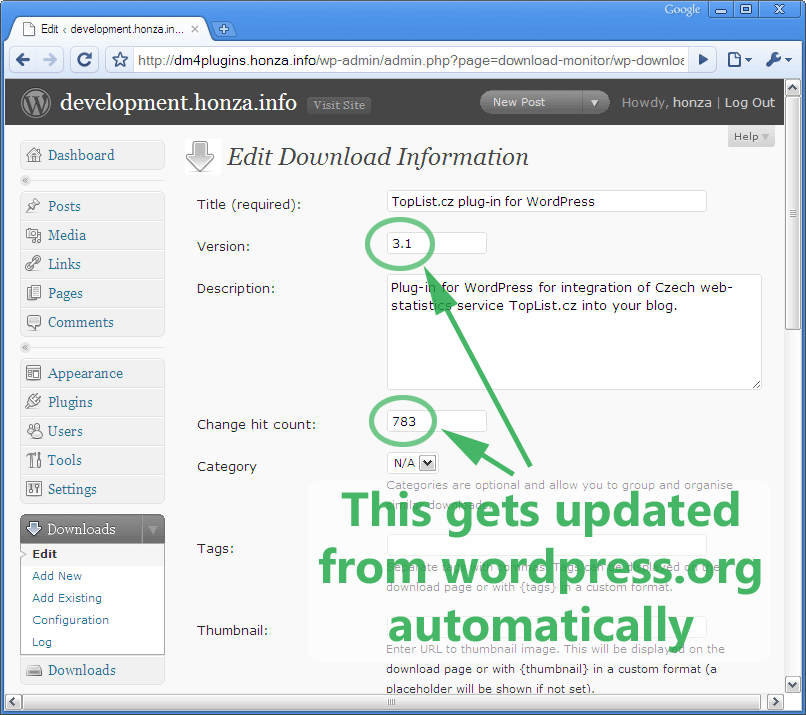 Google
Edit ‹ development.honza.in...
http://dm4plugins.honza.info/wp-admin/admin.php?page=download-monitor/wp-downloa
development.honza.info
Visit Site
New Post
Howdy, honza | Log Out
Help
Dashboard
Posts
Media
Links
Pages
Comments
Appearance
Plugins
Users
Tools
Settings
Downloads
Edit
Add New
Add Existing
Configuration
Log
Downloads
Edit Download Information
Title (required):
TopList.cz plug-in for WordPress
Version:
3.1
Description:
Plug-in for WordPress for integration of Czech web-
statistics service TopList.cz into your blog.
Change hit count:
783
Category
N/A
Categories are optional and allow you to group and organise
similar downloads.
Tags:
Separate tags with commas. Tags can be displayed on the
download page or with {tags} in a custom format.
Thumbnail:
Enter URL to thumbnail image. This will be displayed on the
download page or with {thumbnail} in a custom format (a
placeholder will be shown if not set).
This gets updated
from wordpress.org
automatically